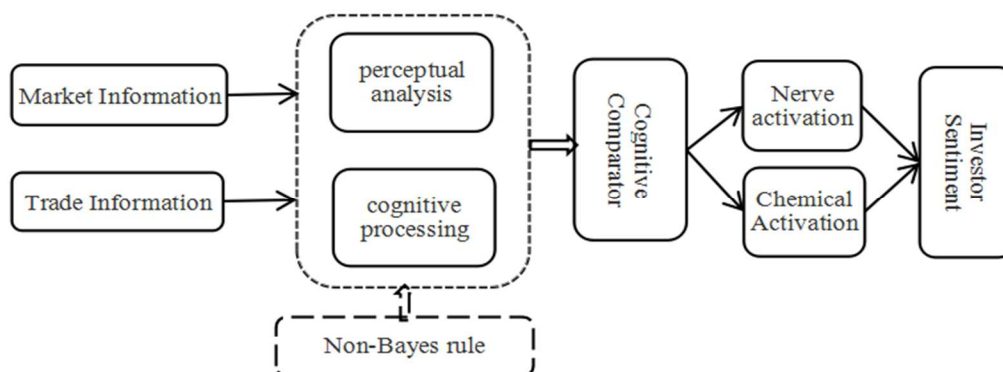 Market Information
Trade Information
perceptual
analysis
cognitive
processing
Non-Bayes rule
Cognitive
Comparator
Nerve
activation
Chemical
Activation
Investor
Sentiment